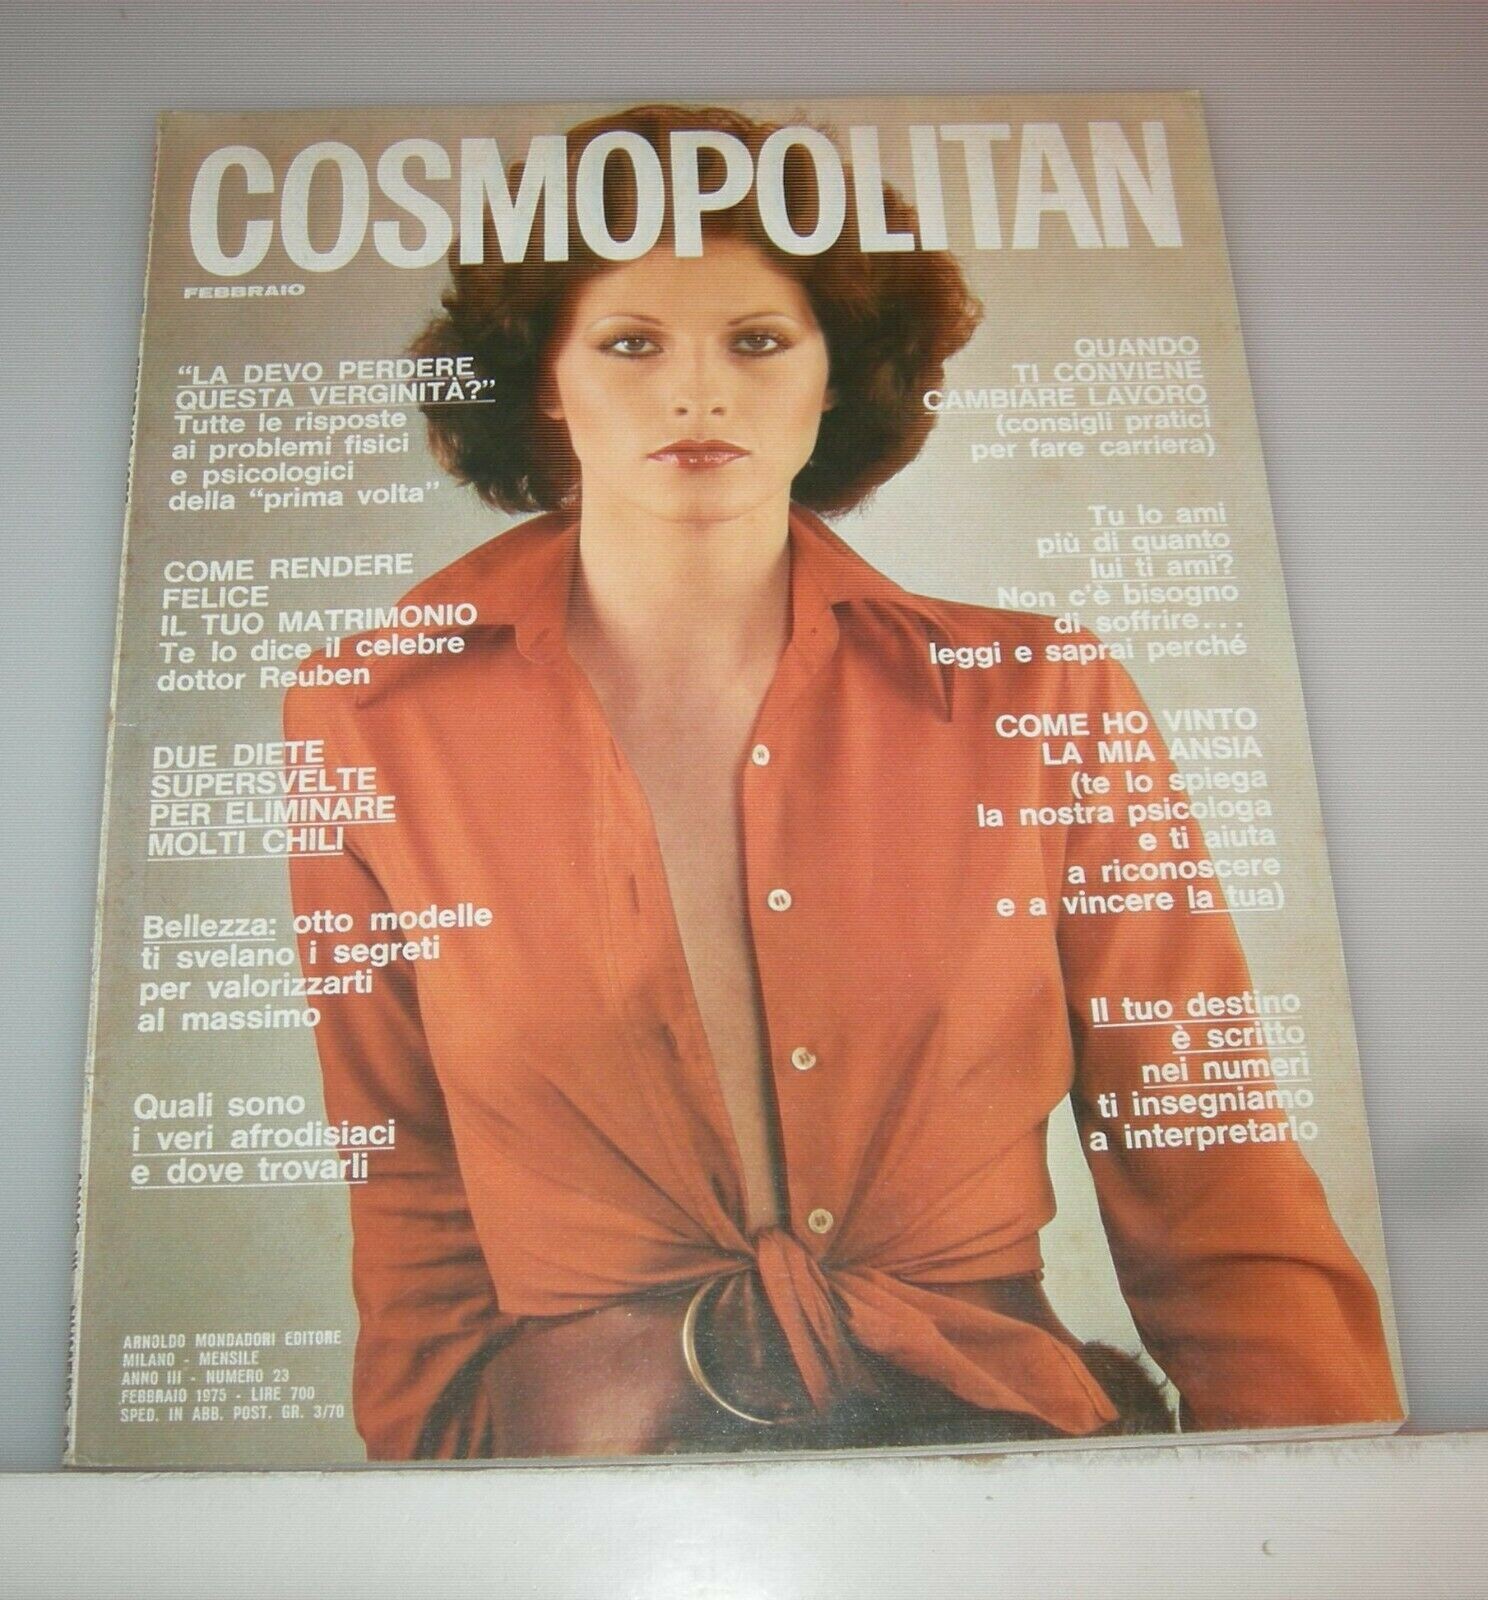 COSMOPOLITAN
FEBBRAIO
"LA DEVO PERDERE
QUESTA VERGINITÀ?"
Tutte le risposte
ai problemi fisici
e psicologici
della "prima volta"
COME RENDERE
FELICE
IL TUO MATRIMONIO
Te lo dice il celebre
dottor Reuben
DUE DIETE
SUPERSVELTE
PER ELIMINARE
MOLTI CHILI
Bellezza: otto modelle
ti svelano i segreti
per valorizzarti
al massimo
Quali sono
i veri afrodisiaci
e dove trovarli
ARNOLDO MONDADORI EDITORE
MILANO - MENSILE
ANNO III - NUMERO 23
FEBBRAIO 1975 - LIRE 700
SPED. IN ABB. POST. GR. 3/70
QUANDO
TI CONVIENE
CAMBIARE LAVORO
(consigli pratici
per fare carriera)
Tu lo ami
più di quanto
lui ti ami?
Non c'è bisogno
di soffrire...
leggi e saprai perché
COME HO VINTO
LA MIA ANSIA
(te lo spiega
la nostra psicologa
e ti aiuta
a riconoscere
e a vincere la tua)
Il tuo destino
è scritto
nei numeri
ti insegniamo
a interpretarlo